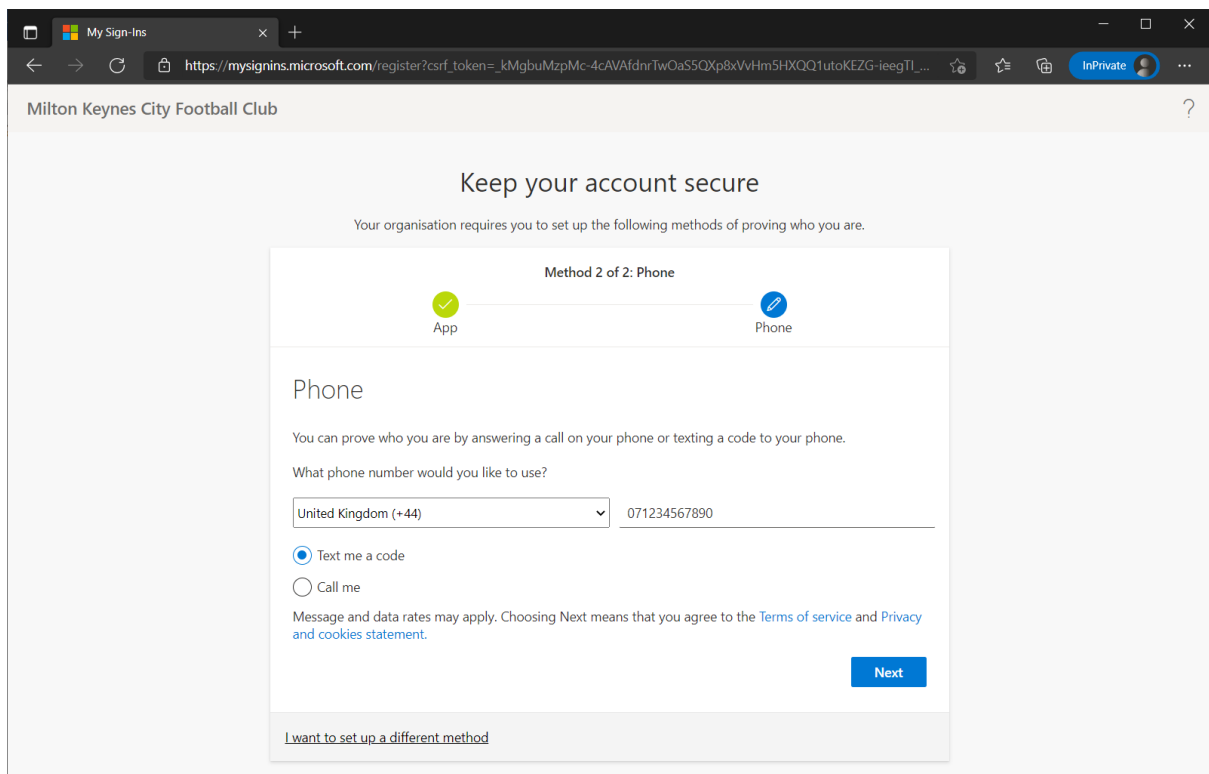 My Sign-Ins
https://mysignins.microsoft.com/register?csrf_token=_kMgbuMzpMc-4cAVAfdnrTwOaS5QXp8xVvHm5HXQQ1utoKEZG-ieegTI_...
InPrivate
Milton Keynes City Football Club
?
Keep your account secure
Your organisation requires you to set up the following methods of proving who you are.
Method 2 of 2: Phone
App
Phone
Phone
You can prove who you are by answering a call on your phone or texting a code to your phone.
What phone number would you like to use?
United Kingdom (+44)
071234567890
Text me a code
Call me
Message and data rates may apply. Choosing Next means that you agree to the Terms of service and Privacy
and cookies statement.
Next
I want to set up a different method